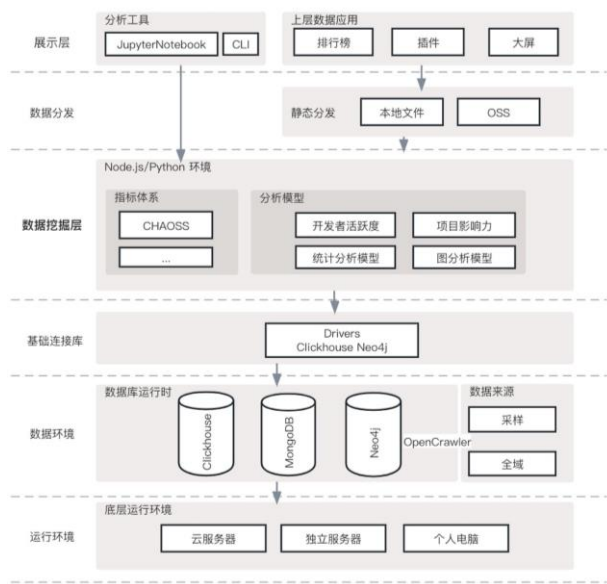 分析工具
上层数据应用
展示层
JupyterNotebook
CLI
排行榜
插件
大屏
数据分发
静态分发
本地文件
OSS
Node.js/Python 环境
指标体系
分析模型
数据挖掘层
CHAOSS
...
开发者活跃度
项目影响力
统计分析模型
图分析模型
基础连接库
Drivers
Clickhouse Neo4j
数据库运行时
数据来源
数据环境
Clickhouse
MongoDB
Neo4j
OpenCrawler
采样
全域
底层运行环境
运行环境
云服务器
独立服务器
个人电脑